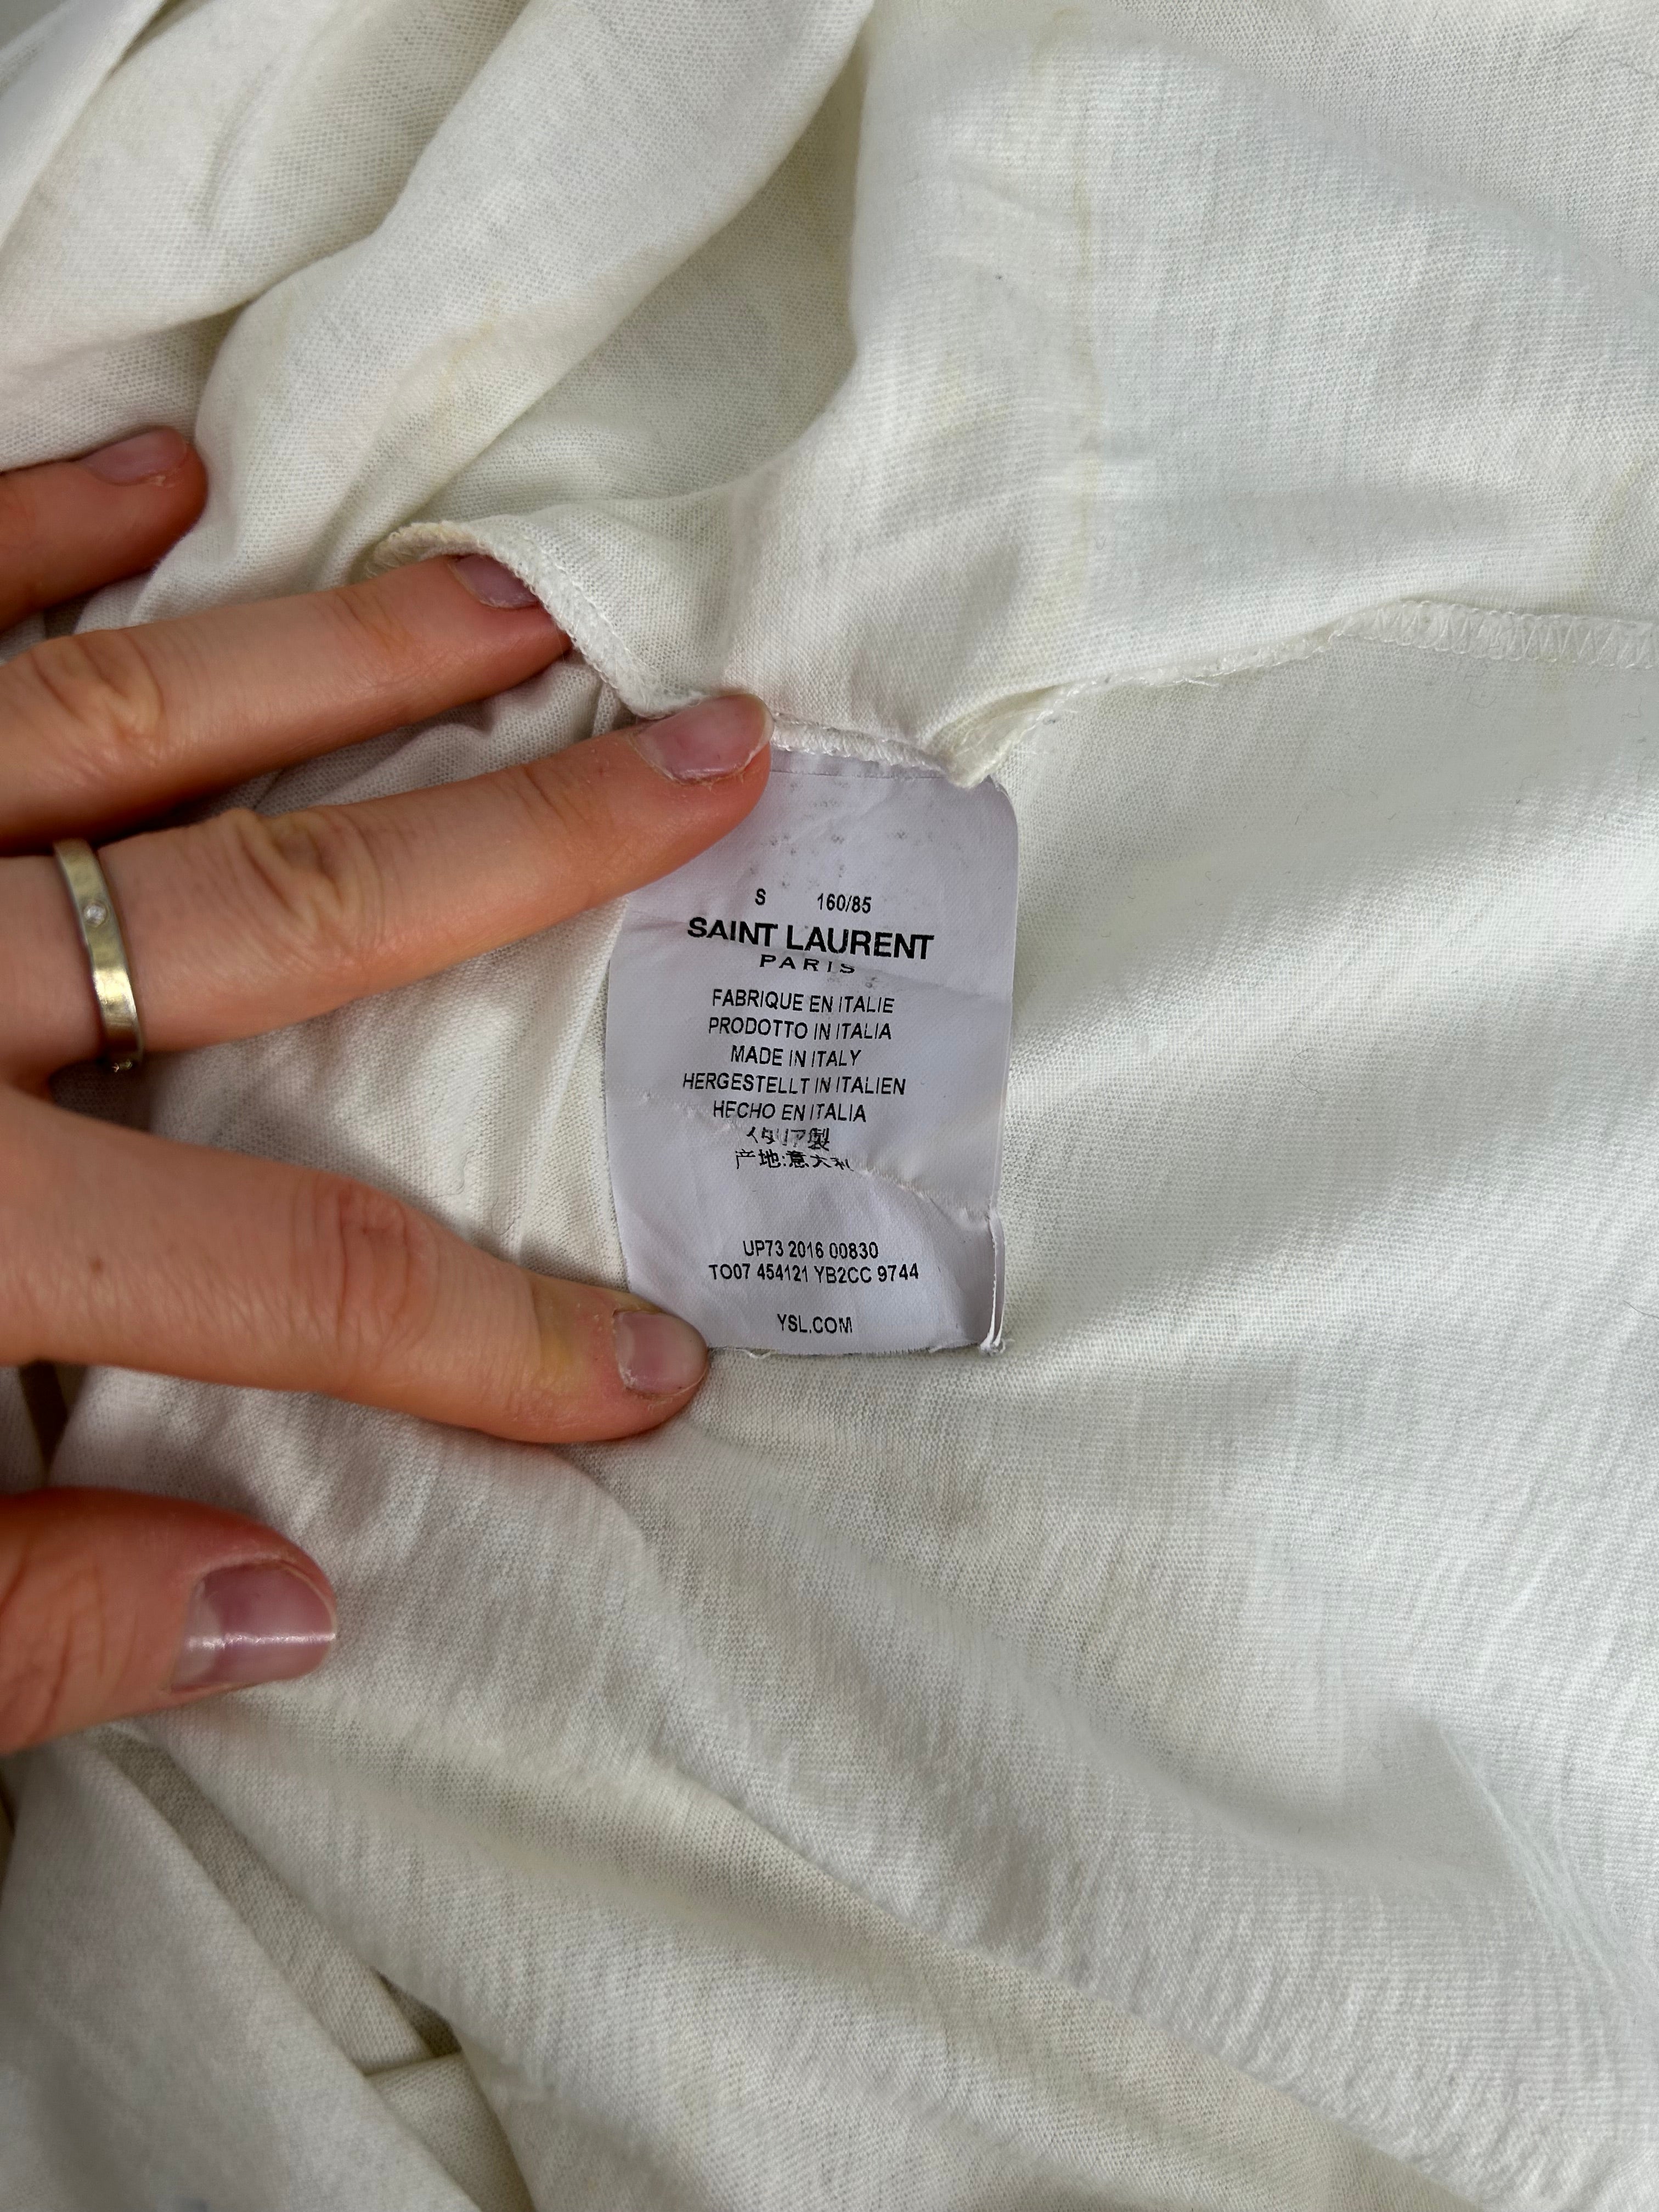 S 160/85
SAINT LAURENT
PARIS
FABRIQUE EN ITALIE
PRODOTTO IN ITALIA
MADE IN ITALY
HERGESTELLT IN ITALIEN
HECHO EN ITALIA
イタリア製
产地:意大利
UP73 2016 00830
TO07 454121 YB2CC 9744
YSL.COM